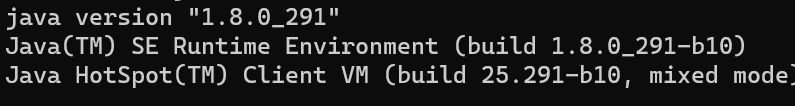 java version "1.8.0_291"
Java(TM) SE Runtime Environment (build 1.8.0_291-b10)
Java HotSpot(TM) Client VM (build 25.291-b10, mixed mode)